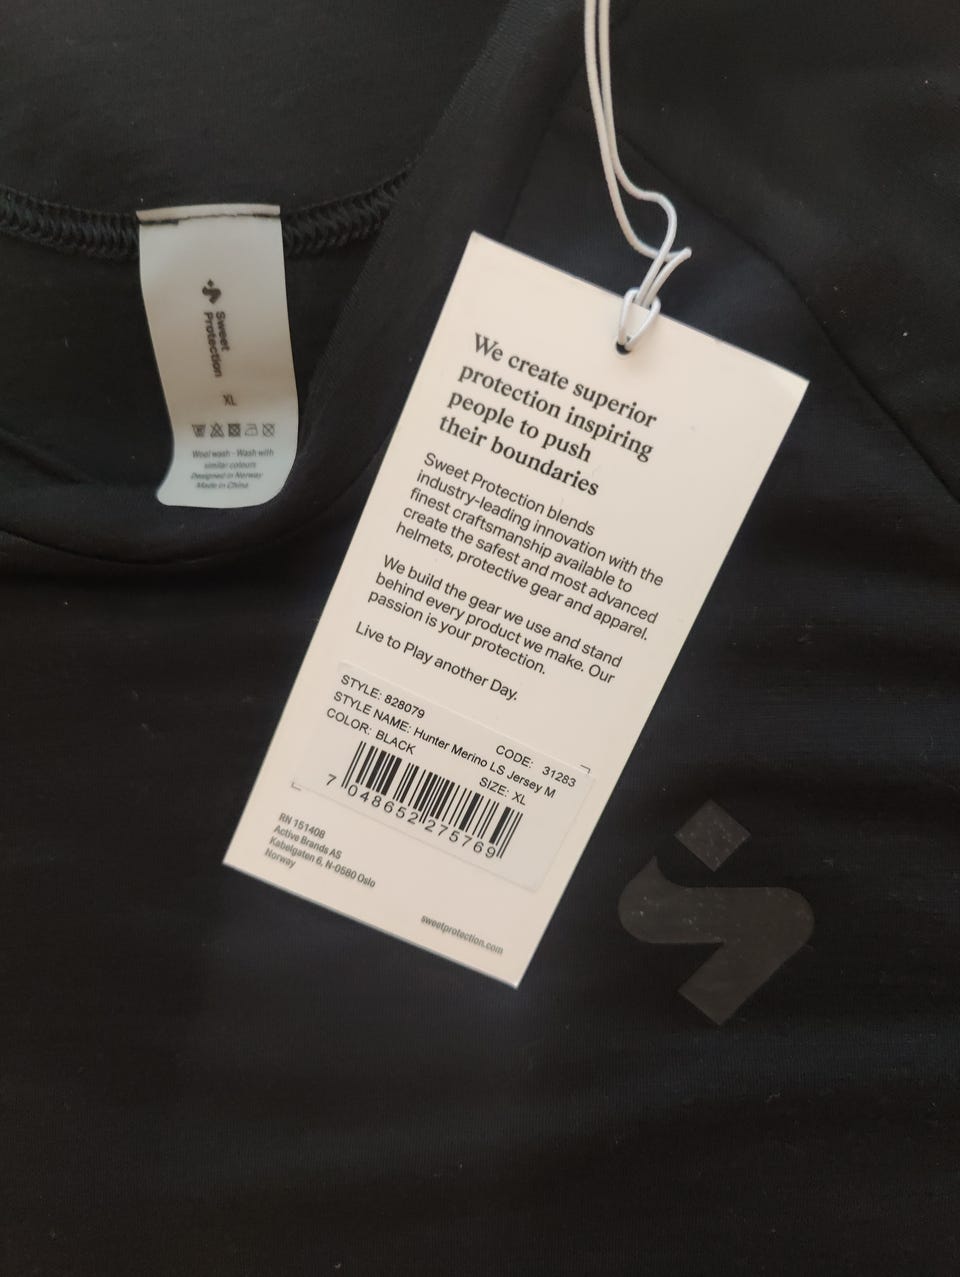 Sweet
Protection
XL
Wool wash - Wash with
similar colours
Designed in Norway
Made in China
We create superior
protection inspiring
people to push
their boundaries
Sweet Protection blends
industry-leading innovation with the
finest craftsmanship available to
create the safest and most advanced
helmets, protective gear and apparel.
We build the gear we use and stand
behind every product we make. Our
passion is your protection.
Live to Play another Day.
STYLE: 828079 CODE: 31283
STYLE NAME: Hunter Merino LS Jersey M
COLOR: BLACK SIZE: XL
7 048652 275769
RN 151408
Active Brands AS
Kabelgaten 6, N-0580 Oslo
Norway
sweetprotection.com